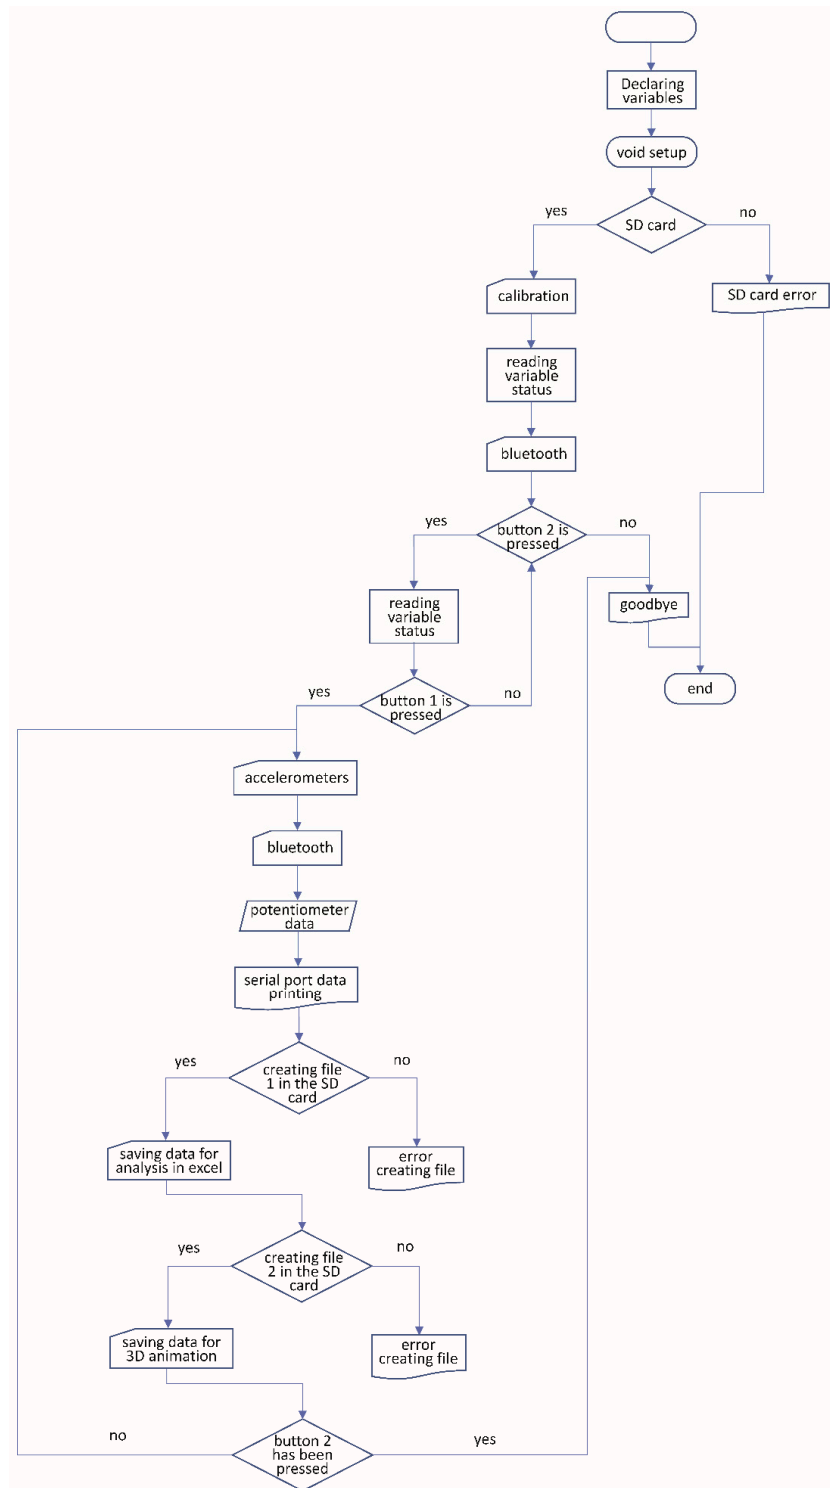 Declaring
variables
void setup
yes
SD card
no
calibration
SD card error
reading
variable
status
bluetooth
yes
button 2 is
pressed
no
reading
variable
status
goodbye
end
yes
button 1 is
pressed
no
accelerometers
bluetooth
potentiometer
data
serial port data
printing
yes
creating file
1 in the SD
card
no
saving data for
analysis in excel
error
creating file
yes
creating file
2 in the SD
card
no
saving data for
3D animation
error
creating file
no
button 2
has been
pressed
yes